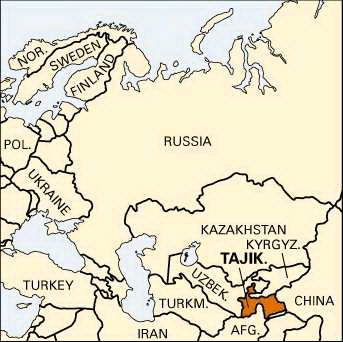 NOR.
SWEDEN
FINLAND
RUSSIA
POL.
UKRAINE
KAZAKHSTAN
KYRGYZ.
TAJIK.
UZBEK.
TURKEY
TURKM.
CHINA
IRAN
AFG.